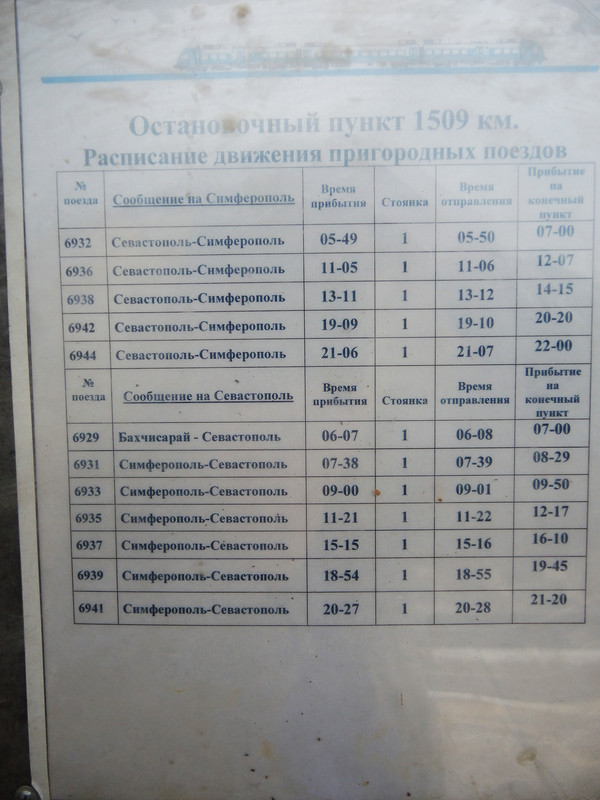 Остановочный пункт 1509 км.
Расписание движения пригородных поездов
№ поезда Сообщение на Симферополь Время прибытия Стоянка Время отправления Прибытие на конечный пункт
6932 Севастополь-Симферополь 05-49 1 05-50 07-00
6936 Севастополь-Симферополь 11-05 1 11-06 12-07
6938 Севастополь-Симферополь 13-11 1 13-12 14-15
6942 Севастополь-Симферополь 19-09 1 19-10 20-20
6944 Севастополь-Симферополь 21-06 1 21-07 22-00
№ поезда Сообщение на Севастополь Время прибытия Стоянка Время отправления Прибытие на конечный пункт
6929 Бахчисарай - Севастополь 06-07 1 06-08 07-00
6931 Симферополь-Севастополь 07-38 1 07-39 08-29
6933 Симферополь-Севастополь 09-00 1 09-01 09-50
6935 Симферополь-Севастополь 11-21 1 11-22 12-17
6937 Симферополь-Севастополь 15-15 1 15-16 16-10
6939 Симферополь-Севастополь 18-54 1 18-55 19-45
6941 Симферополь-Севастополь 20-27 1 20-28 21-20